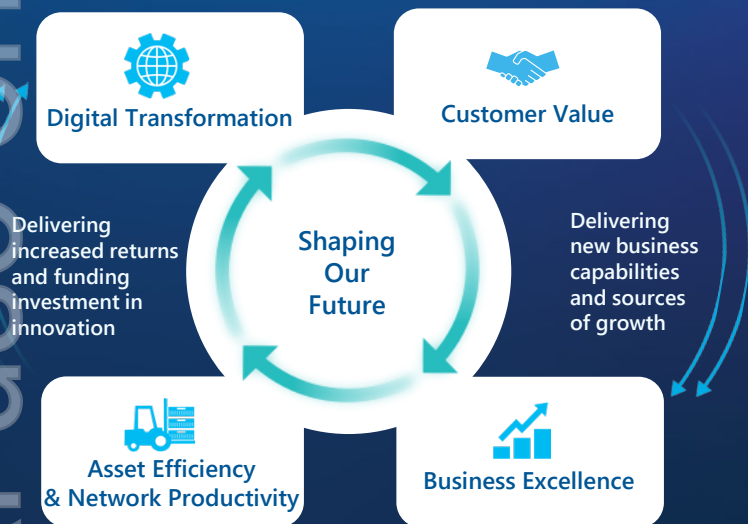 Digital Transformation
Customer Value
Delivering
increased returns
and funding
investment in
innovation
Shaping
Our
Future
Delivering
new business
capabilities
and sources
of growth
Asset Efficiency
& Network Productivity
Business Excellence